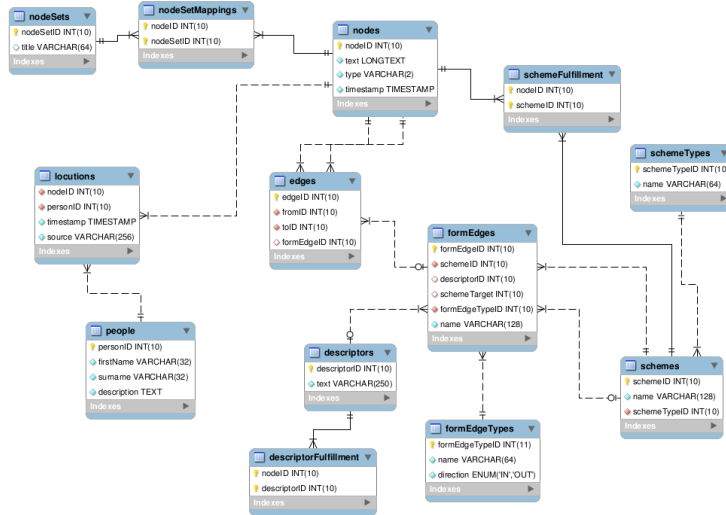 nodeSets
nodeSetID INT(10)
title VARCHAR(64)
Indexes
nodeSetMappings
nodeID INT(10)
nodeSetID INT(10)
Indexes
nodes
nodeID INT(10)
text LONGTEXT
type VARCHAR(2)
timestamp TIMESTAMP
Indexes
schemeFulfillment
nodeID INT(10)
schemeID INT(10)
Indexes
schemeTypes
schemeTypeID INT(10)
name VARCHAR(64)
Indexes
locutions
nodeID INT(10)
personID INT(10)
timestamp TIMESTAMP
source VARCHAR(256)
Indexes
edges
edgeID INT(10)
fromID INT(10)
toID INT(10)
formEdgeID INT(10)
Indexes
formEdges
formEdgeID INT(10)
schemeID INT(10)
descriptorID INT(10)
schemeTarget INT(10)
formEdgeTypeID INT(10)
name VARCHAR(128)
Indexes
people
personID INT(10)
firstName VARCHAR(32)
surname VARCHAR(32)
description TEXT
Indexes
descriptors
descriptorID INT(10)
text VARCHAR(250)
Indexes
schemes
schemeID INT(10)
name VARCHAR(128)
schemeTypeID INT(10)
Indexes
descriptorFulfillment
nodeID INT(10)
descriptorID INT(10)
Indexes
formEdgeTypes
formEdgeTypeID INT(11)
name VARCHAR(64)
direction ENUM('IN','OUT')
Indexes